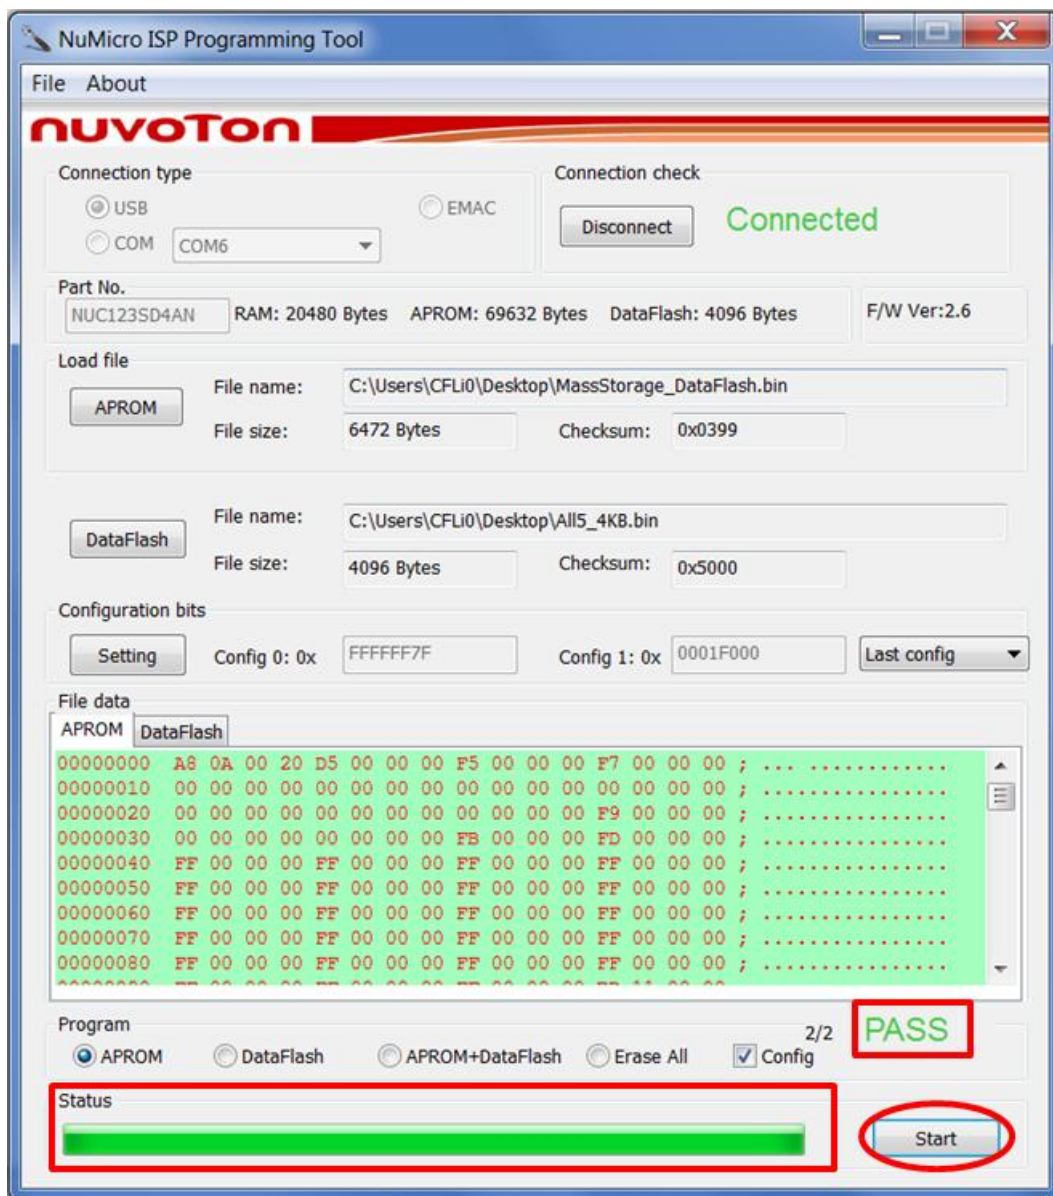 NuMicro ISP Programming Tool
File About
nuvoTon
Connection type
USB
EMAC
COM COM6
Connection check
Disconnect Connected
Part No.
NUC123SD4AN RAM: 20480 Bytes APROM: 69632 Bytes DataFlash: 4096 Bytes
F/W Ver:2.6
Load file
APROM
File name: C:\Users\CFLi0\Desktop\MassStorage_DataFlash.bin
File size: 6472 Bytes Checksum: 0x0399
DataFlash
File name: C:\Users\CFLi0\Desktop\All5_4KB.bin
File size: 4096 Bytes Checksum: 0x5000
Configuration bits
Setting Config 0: 0x FFFFFF7F Config 1: 0x 0001F000 Last config
File data
APROM DataFlash
00000000 A8 0A 00 20 D5 00 00 00 F5 00 00 00 F7 00 00 00 ; ... ............
00000010 00 00 00 00 00 00 00 00 00 00 00 00 00 00 00 00 ; ................
00000020 00 00 00 00 00 00 00 00 00 00 00 00 F9 00 00 00 ; ................
00000030 00 00 00 00 00 00 00 00 FB 00 00 00 FD 00 00 00 ; ................
00000040 FF 00 00 00 FF 00 00 00 FF 00 00 00 FF 00 00 00 ; ................
00000050 FF 00 00 00 FF 00 00 00 FF 00 00 00 FF 00 00 00 ; ................
00000060 FF 00 00 00 FF 00 00 00 FF 00 00 00 FF 00 00 00 ; ................
00000070 FF 00 00 00 FF 00 00 00 FF 00 00 00 FF 00 00 00 ; ................
00000080 FF 00 00 00 FF 00 00 00 FF 00 00 00 FF 00 00 00 ; ................
Program
2/2 PASS
APROM DataFlash APROM+DataFlash Erase All Config
Status
Start